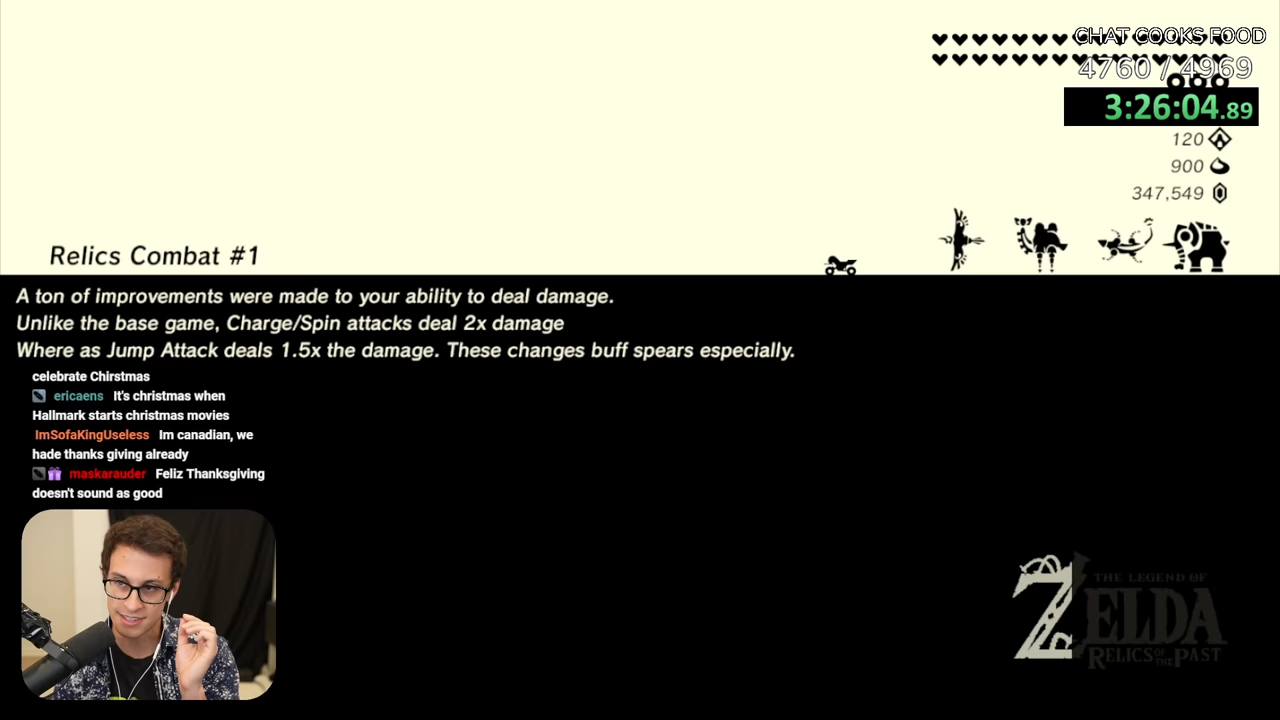 CHAT COOKS FOOD
4760 / 4969
3:26:04.89
120
900
347,549
Relics Combat #1
A ton of improvements were made to your ability to deal damage.
Unlike the base game, Charge/Spin attacks deal 2x damage
Where as Jump Attack deals 1.5x the damage. These changes buff spears especially.
celebrate Chirstmas
ericaens It's christmas when
Hallmark starts christmas movies
ImSofaKingUseless Im canadian, we
hade thanks giving already
maskarauder Feliz Thanksgiving
doesn't sound as good
THE LEGEND OF
ZELDA
RELICS OF THE PAST